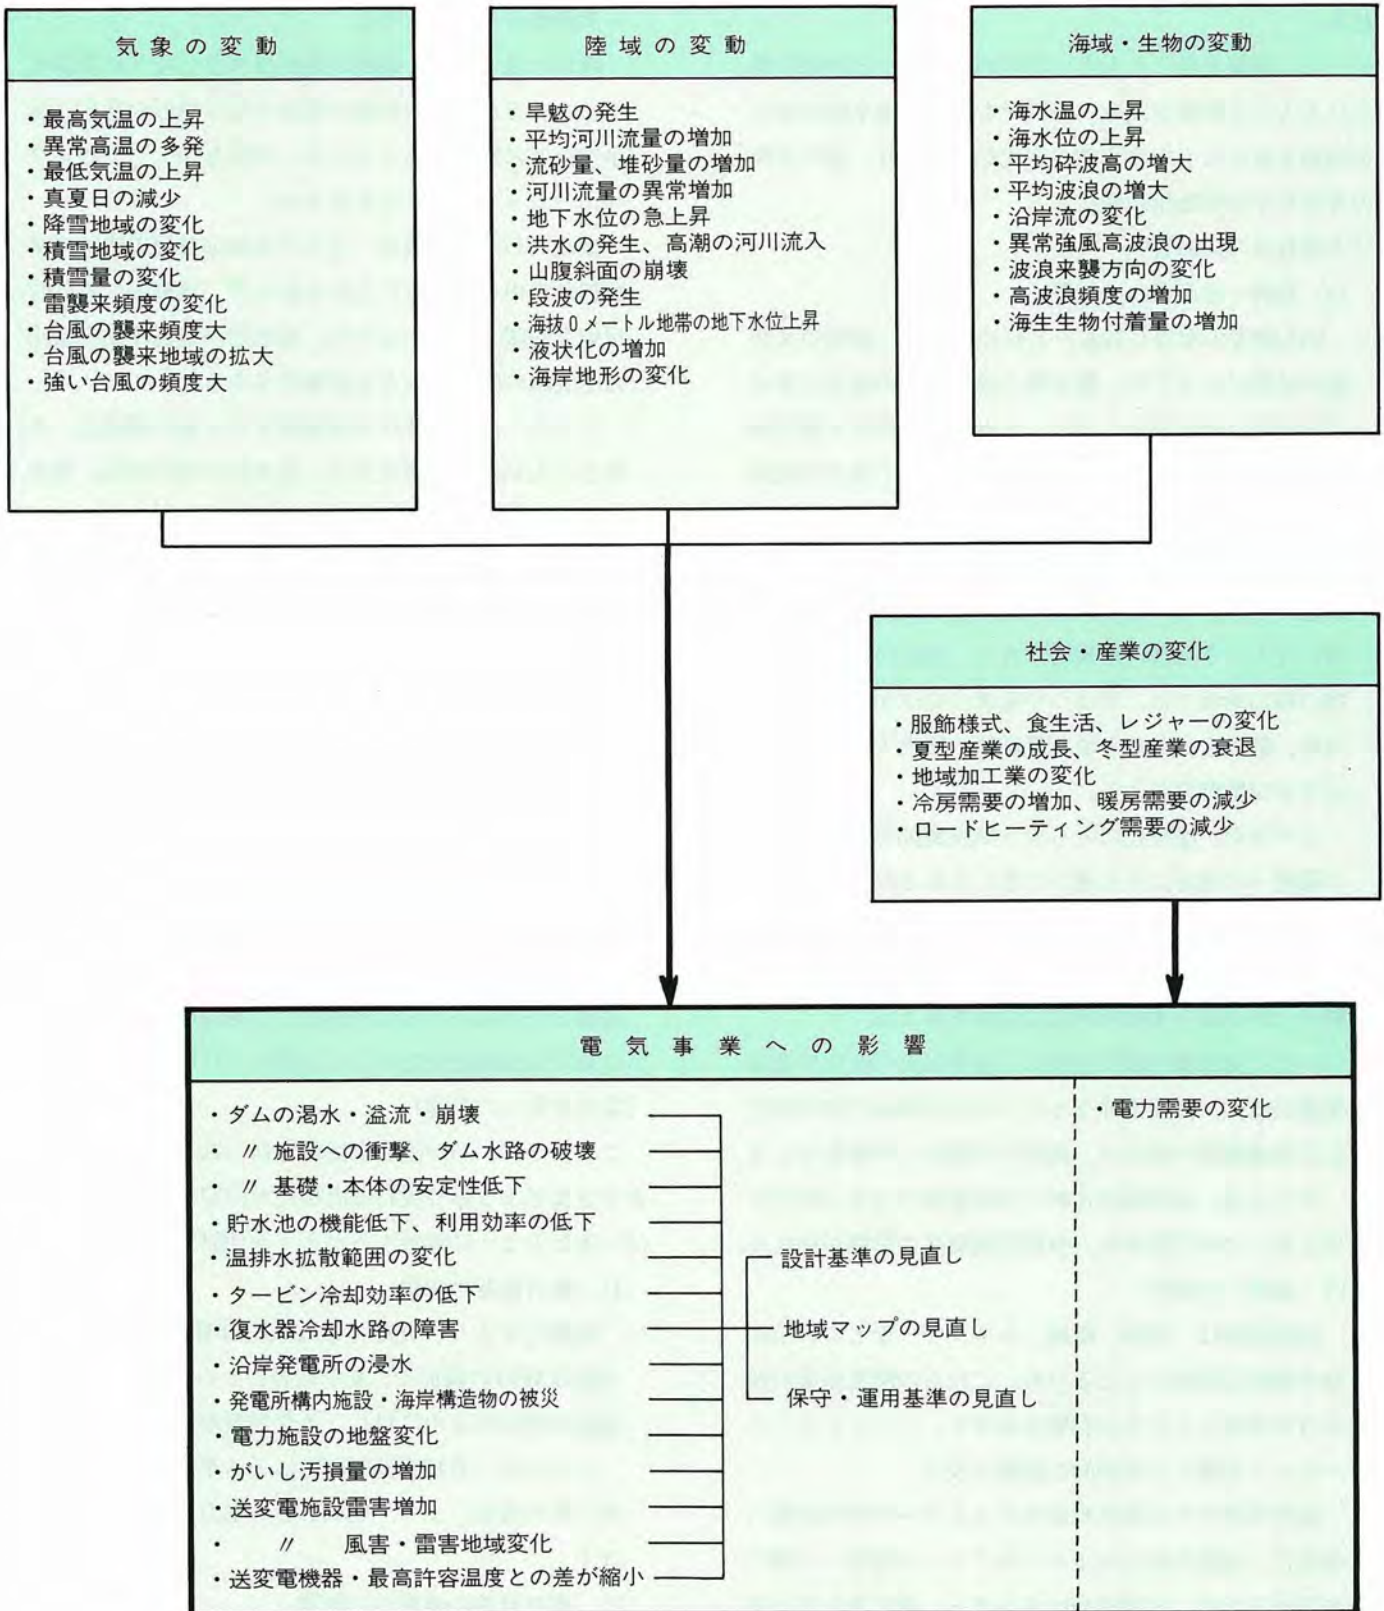 気象の変動
・最高気温の上昇
・異常高温の多発
・最低気温の上昇
・真夏日の減少
・降雪地域の変化
・積雪地域の変化
・積雪量の変化
・雷襲来頻度の変化
・台風の襲来頻度大
・台風の襲来地域の拡大
・強い台風の頻度大
陸域の変動
・旱魃の発生
・平均河川流量の増加
・流砂量、堆砂量の増加
・河川流量の異常増加
・地下水位の急上昇
・洪水の発生、高潮の河川流入
・山腹斜面の崩壊
・段波の発生
・海抜0メートル地帯の地下水位上昇
・液状化の増加
・海岸地形の変化
海域・生物の変動
・海水温の上昇
・海水位の上昇
・平均砕波高の増大
・平均波浪の増大
・沿岸流の変化
・異常強風高波浪の出現
・波浪来襲方向の変化
・高波浪頻度の増加
・海生生物付着量の増加
社会・産業の変化
・服飾様式、食生活、レジャーの変化
・夏型産業の成長、冬型産業の衰退
・地域加工業の変化
・冷房需要の増加、暖房需要の減少
・ロードヒーティング需要の減少
電気事業への影響
・ダムの渇水・溢流・崩壊
・〃 施設への衝撃、ダム水路の破壊
・〃 基礎・本体の安定性低下
・貯水池の機能低下、利用効率の低下
・温排水拡散範囲の変化
・タービン冷却効率の低下
・復水器冷却水路の障害
・沿岸発電所の浸水
・発電所構内施設・海岸構造物の被災
・電力施設の地盤変化
・がいし汚損量の増加
・送変電施設雷害増加
・〃 風害・雷害地域変化
・送変電機器・最高許容温度との差が縮小
設計基準の見直し
地域マップの見直し
保守・運用基準の見直し
・電力需要の変化